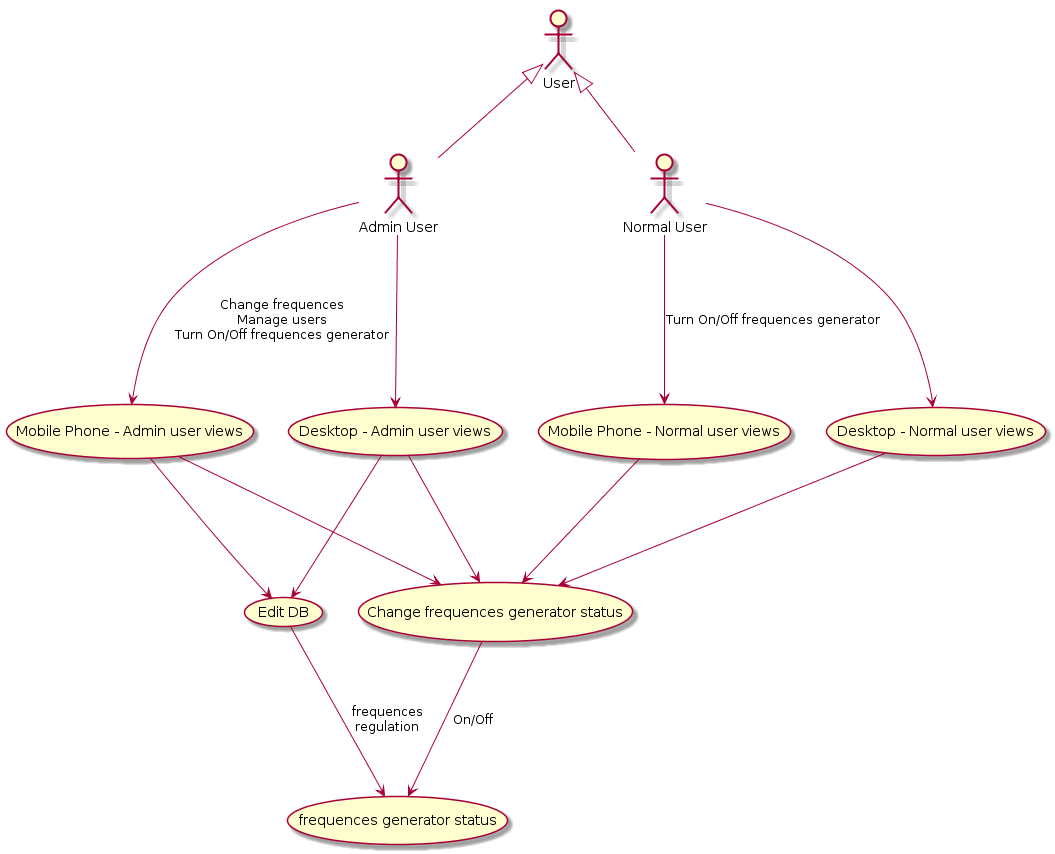 User
Admin User
Normal User
Change frequences
Manage users
Turn On/Off frequences generator
Turn On/Off frequences generator
Mobile Phone - Admin user views
Desktop - Admin user views
Mobile Phone - Normal user views
Desktop - Normal user views
Edit DB
Change frequences generator status
frequences
regulation
On/Off
frequences generator status